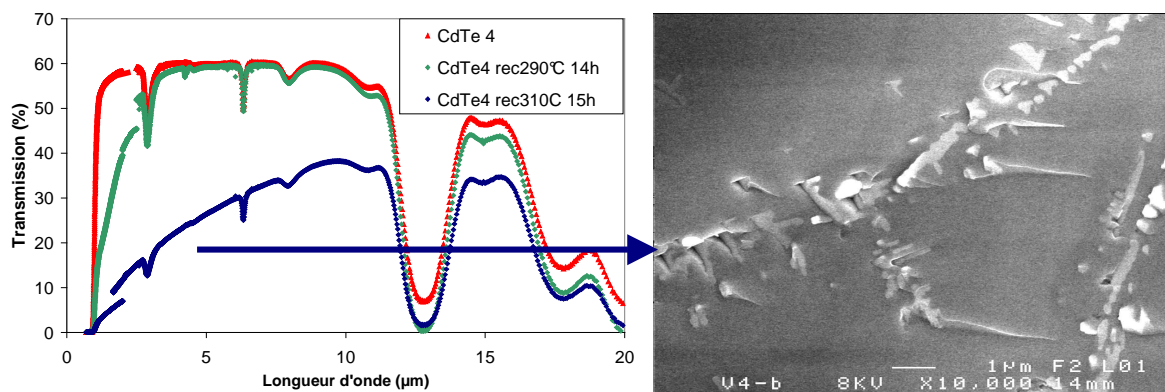 70
60
50
40
30
20
10
0
Transmission (%)
0 5 10 15 20
Longueur d'onde (µm)
CdTe 4
CdTe4 rec290℃ 14h
CdTe4 rec310C 15h
1µm F2 L01
V4-b 8KV X10,000 14mm